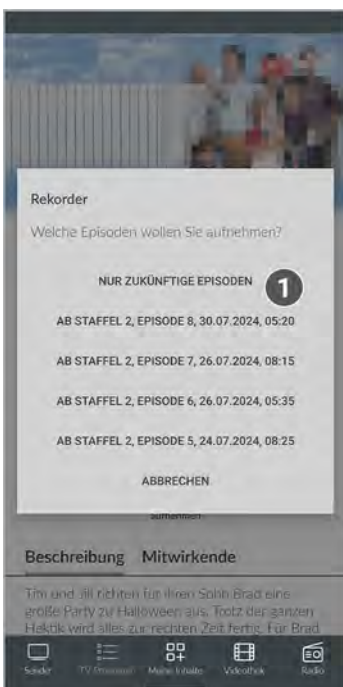 Rekorder
Welche Episoden wollen Sie aufnehmen?
NUR ZUKÜNFTIGE EPISODEN
1
AB STAFFEL 2, EPISODE 8, 30.07.2024, 05:20
AB STAFFEL 2, EPISODE 7, 26.07.2024, 08:15
AB STAFFEL 2, EPISODE 6, 26.07.2024, 05:35
AB STAFFEL 2, EPISODE 5, 24.07.2024, 08:25
ABBRECHEN
aufnehmen
Beschreibung Mitwirkende
Tim und Jill richten für ihren Sohn Brad eine
große Party zu Halloween aus. Trotz der ganzen
Hektik wird alles zur rechten Zeit fertig. Für Brad
Sender TV Programm Meine Inhalte Videothek Radio